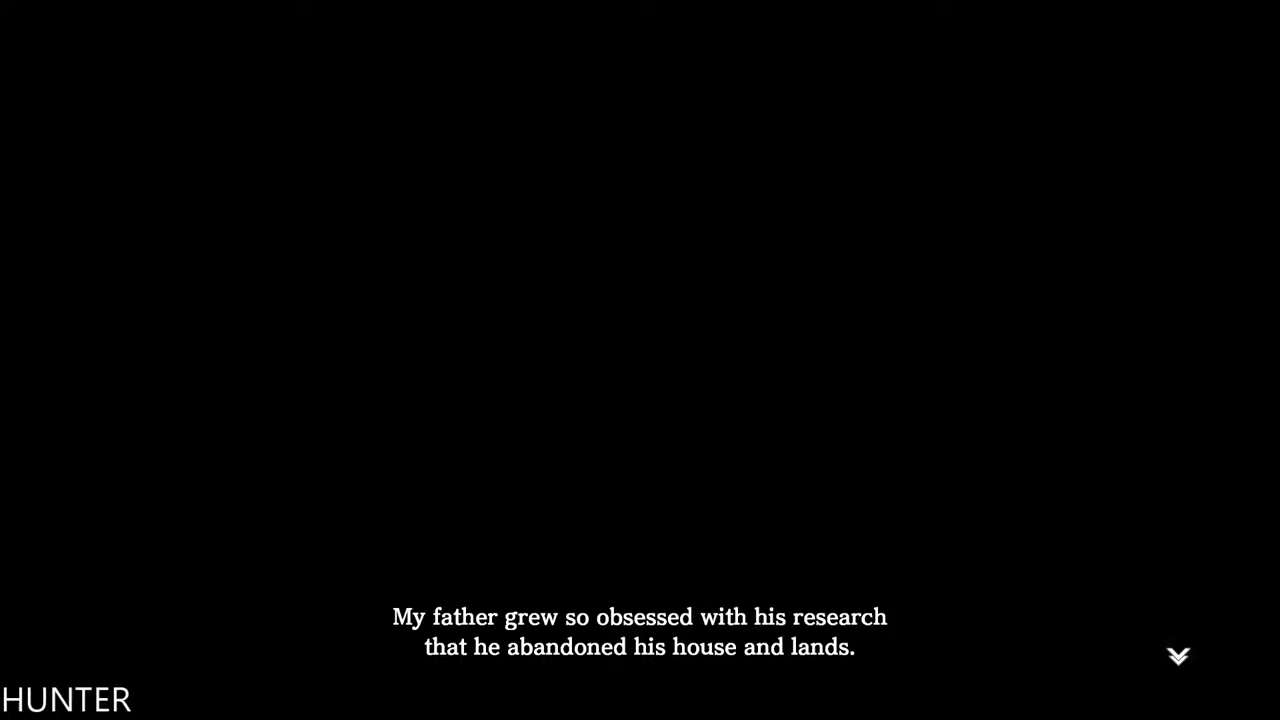 My father grew so obsessed with his research
that he abandoned his house and lands.
HUNTER